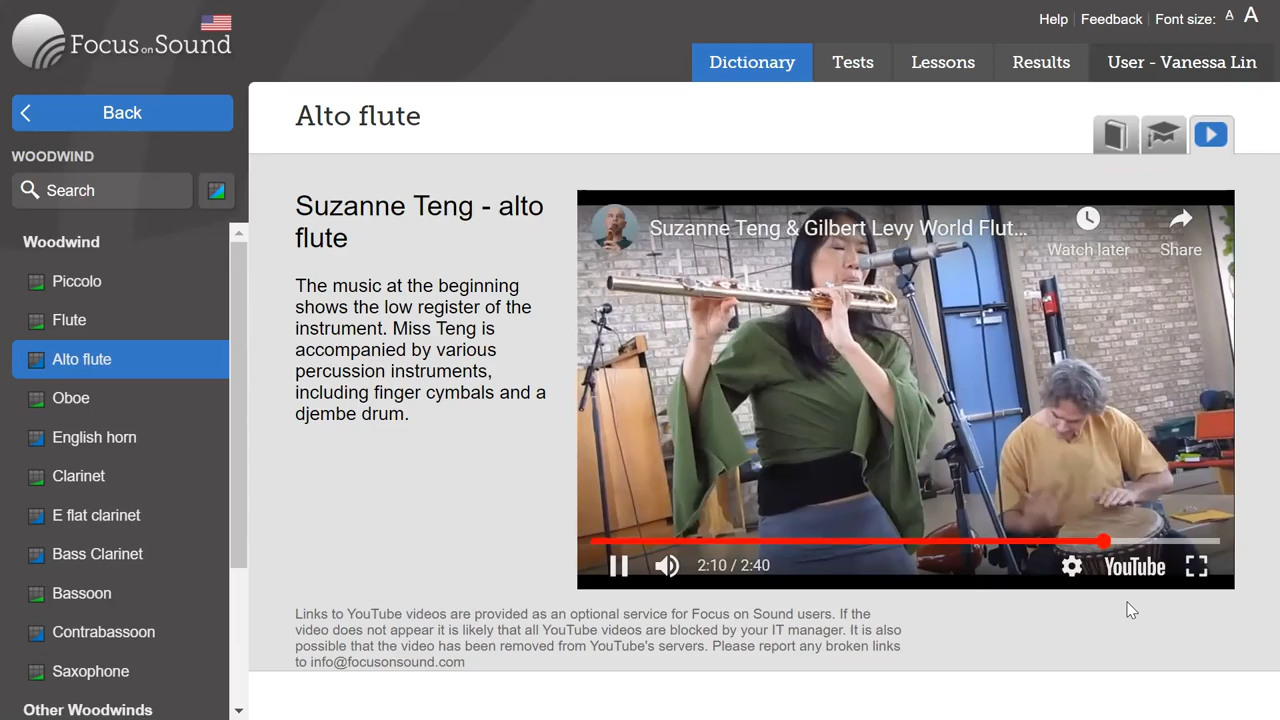 Help
Feedback
Font size: A A
Focus on Sound
Dictionary
Tests
Lessons
Results
User - Vanessa Lin
Back
WOODWIND
Search
Woodwind
Piccolo
Flute
Alto flute
Oboe
English horn
Clarinet
E flat clarinet
Bass Clarinet
Bassoon
Contrabassoon
Saxophone
Other Woodwinds
Alto flute
Suzanne Teng - alto
flute
The music at the beginning
shows the low register of the
instrument. Miss Teng is
accompanied by various
percussion instruments,
including finger cymbals and a
djembe drum.
Suzanne Teng & Gilbert Levy World Flut...
Watch later
Share
2:10 / 2:40
YouTube
Links to YouTube videos are provided as an optional service for Focus on Sound users. If the
video does not appear it is likely that all YouTube videos are blocked by your IT manager. It is also
possible that the video has been removed from YouTube's servers. Please report any broken links
to info@focusonsound.com